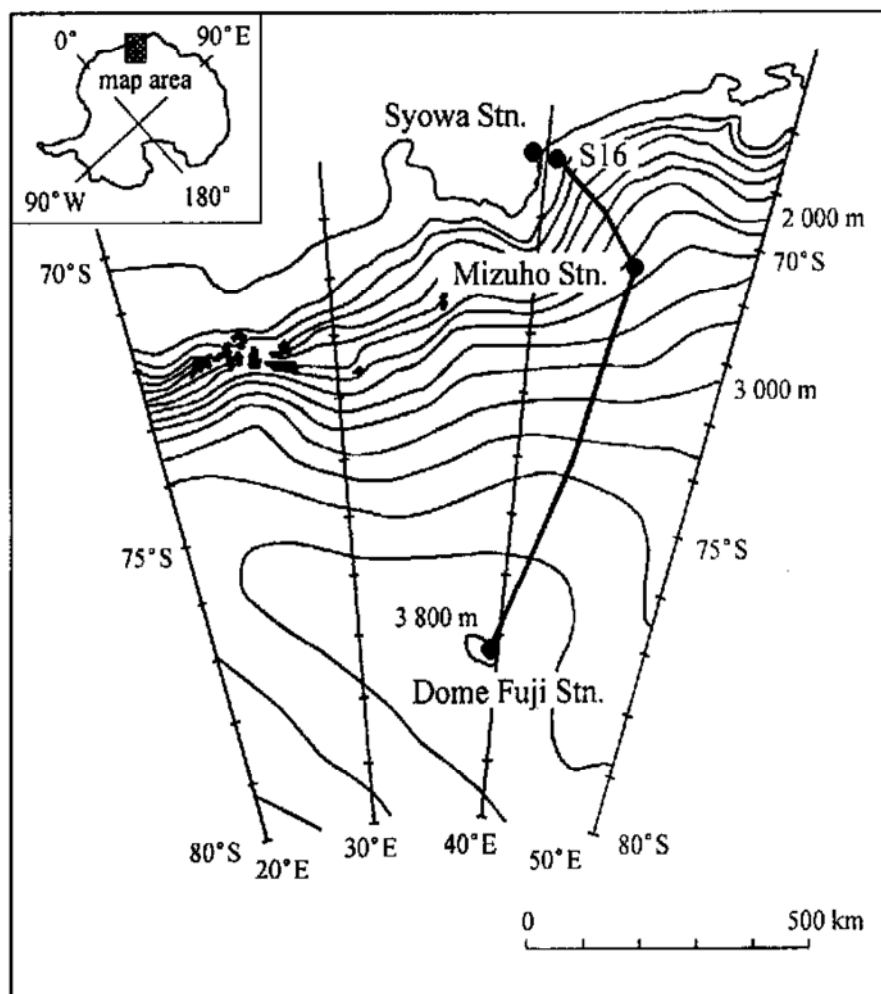 0° 90°E
map area
90°W 180°
Syowa Stn.
S16
2 000 m
70°S
70°S
Mizuho Stn.
3 000 m
75°S
75°S
3 800 m
Dome Fuji Stn.
80°S
20°E
30°E
40°E
50°E
80°S
0 500 km